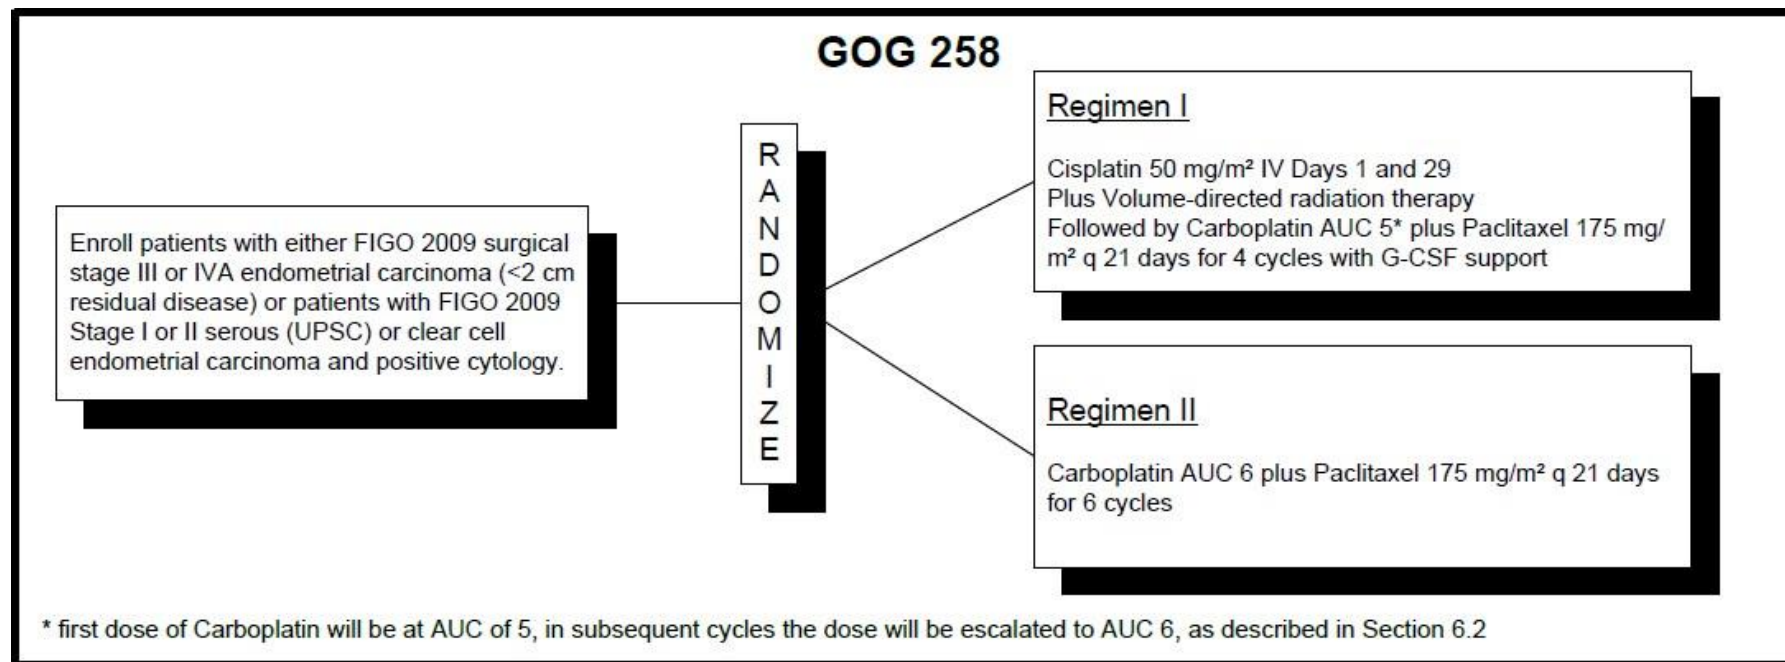 GOG 258
Enroll patients with either FIGO 2009 surgical
stage III or IVA endometrial carcinoma (<2 cm
residual disease) or patients with FIGO 2009
Stage I or II serous (UPSC) or clear cell
endometrial carcinoma and positive cytology.
R
A
N
D
O
M
I
Z
E
Regimen I
Cisplatin 50 mg/m² IV Days 1 and 29
Plus Volume-directed radiation therapy
Followed by Carboplatin AUC 5* plus Paclitaxel 175 mg/
m² q 21 days for 4 cycles with G-CSF support
Regimen II
Carboplatin AUC 6 plus Paclitaxel 175 mg/m² q 21 days
for 6 cycles
* first dose of Carboplatin will be at AUC of 5, in subsequent cycles the dose will be escalated to AUC 6, as described in Section 6.2